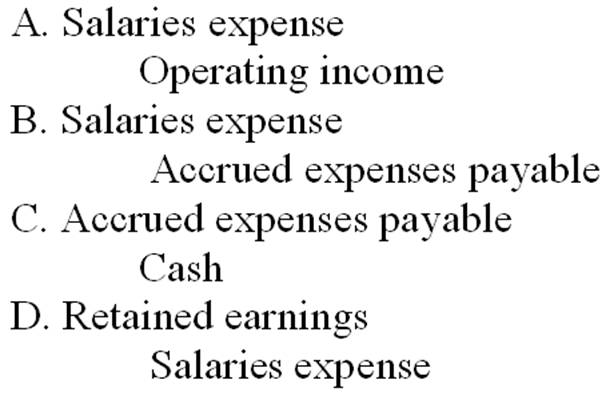 A. Salaries expense
Operating income
B. Salaries expense
Accrued expenses payable
C. Accrued expenses payable
Cash
D. Retained earnings
Salaries expense